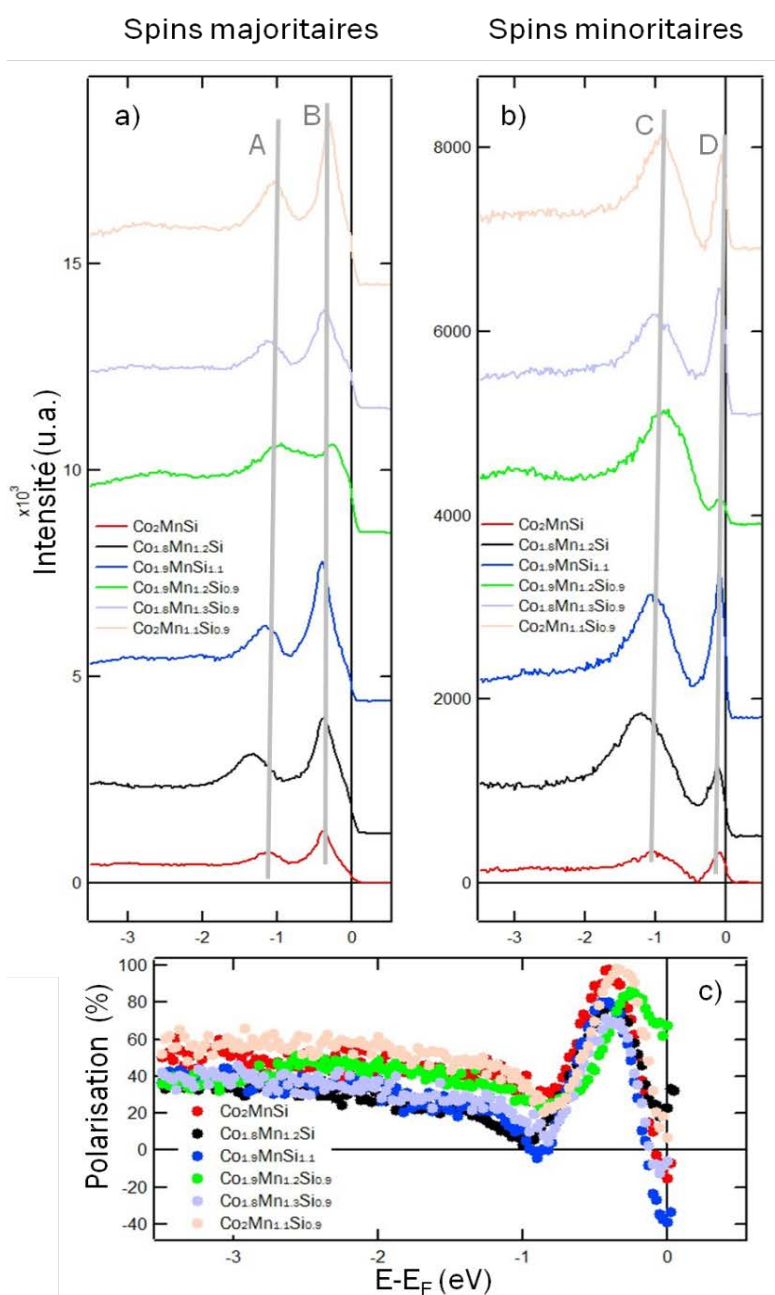 Spins majoritaires
Spins minoritaires
a)
A
B
15
10
x10³
Intensité (u.a.)
Co₂MnSi
Co₁.₈Mn₁.₂Si
Co₁.₉MnSi₁.₁
Co₁.₉Mn₁.₂Si₀.₉
Co₁.₈Mn₁.₃Si₀.₉
Co₂Mn₁.₁Si₀.₉
5
0
-3
-2
-1
0
b)
C
D
8000
6000
4000
Co₂MnSi
Co₁.₈Mn₁.₂Si
Co₁.₉MnSi₁.₁
Co₁.₉Mn₁.₂Si₀.₉
Co₁.₈Mn₁.₃Si₀.₉
Co₂Mn₁.₁Si₀.₉
2000
0
-3
-2
-1
0
c)
Polarisation (%)
100
80
60
40
20
0
-20
-40
Co₂MnSi
Co₁.₈Mn₁.₂Si
Co₁.₉MnSi₁.₁
Co₁.₉Mn₁.₂Si₀.₉
Co₁.₈Mn₁.₃Si₀.₉
Co₂Mn₁.₁Si₀.₉
-3
-2
-1
0
E-E_F (eV)